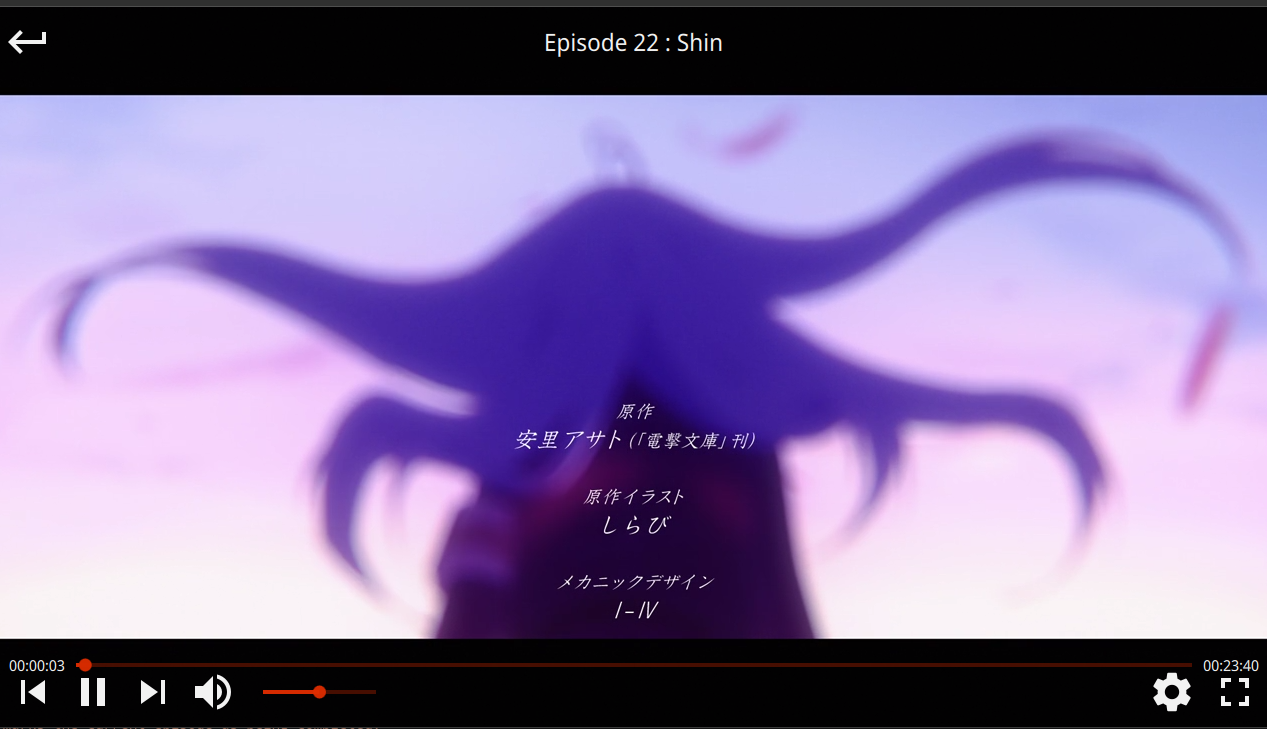 Episode 22 : Shin
原作
安里アサト(「電撃文庫」刊)
原作イラスト
しらび
メカニックデザイン
I-IV
00:00:03
00:23:40